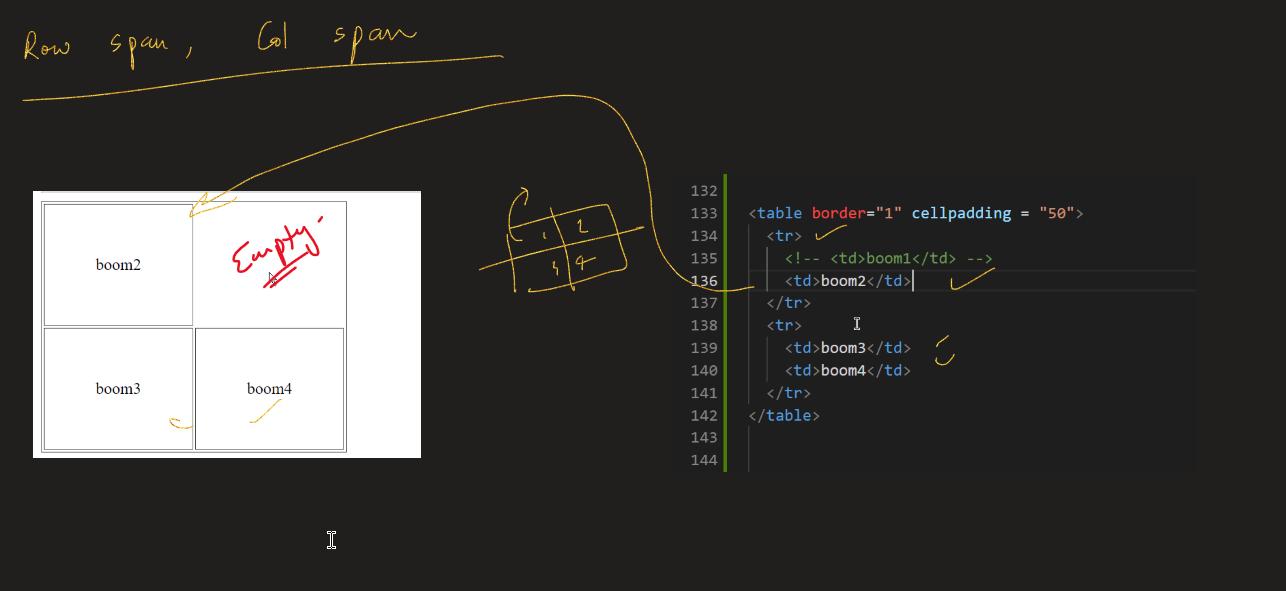 Row span, Col span
boom2
Empty
boom3
boom4
1 2
3 4
132
133 <table border="1" cellpadding = "50">
134 <tr>
135 <!-- <td>boom1</td> -->
136 <td>boom2</td>
137 </tr>
138 <tr>
139 <td>boom3</td>
140 <td>boom4</td>
141 </tr>
142 </table>
143
144